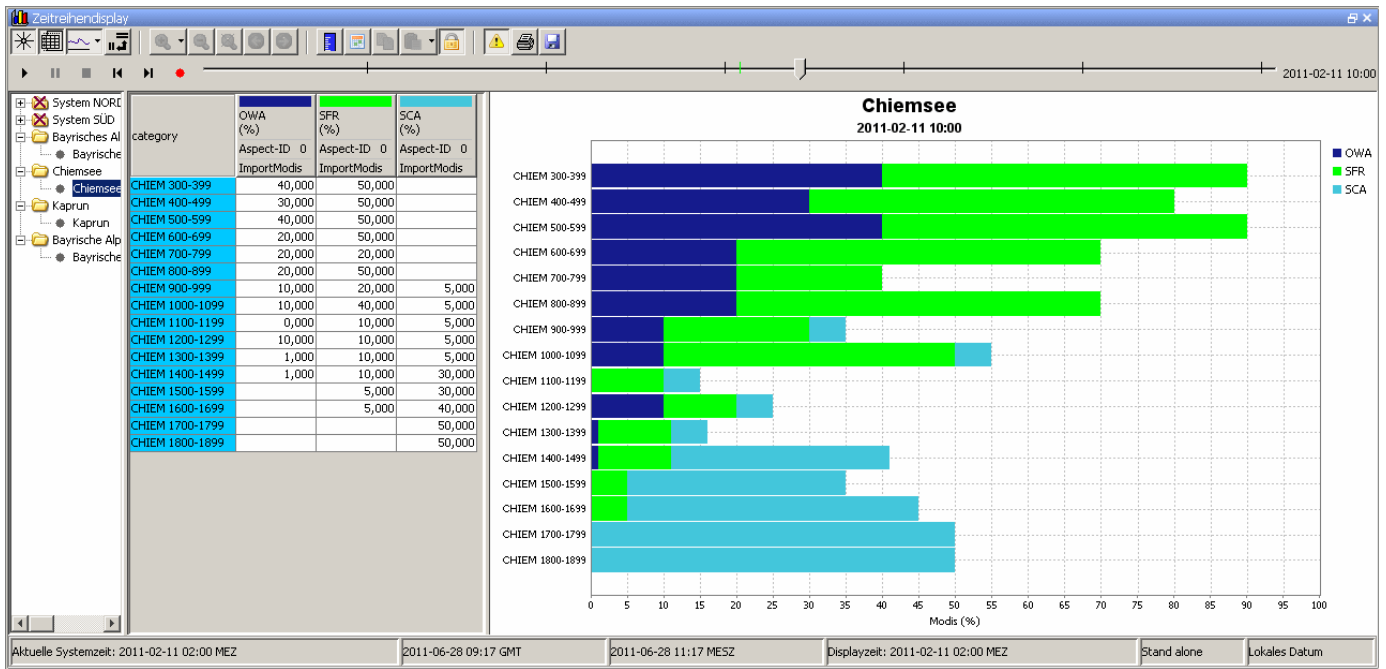 Zeitreihendisplay
2011-02-11 10:00
System NORD
System SÜD
Bayrisches Al
Bayrische
Chiemsee
Chiemsee
Kaprun
Kaprun
Bayrische Alp
Bayrische
category OWA (%) SFR (%) SCA (%)
Aspect-ID 0 Aspect-ID 0 Aspect-ID 0
ImportModis ImportModis ImportModis
CHIEM 300-399 40,000 50,000
CHIEM 400-499 30,000 50,000
CHIEM 500-599 40,000 50,000
CHIEM 600-699 20,000 50,000
CHIEM 700-799 20,000 20,000
CHIEM 800-899 20,000 50,000
CHIEM 900-999 10,000 20,000 5,000
CHIEM 1000-1099 10,000 40,000 5,000
CHIEM 1100-1199 0,000 10,000 5,000
CHIEM 1200-1299 10,000 10,000 5,000
CHIEM 1300-1399 1,000 10,000 5,000
CHIEM 1400-1499 1,000 10,000 30,000
CHIEM 1500-1599 5,000 30,000
CHIEM 1600-1699 5,000 40,000
CHIEM 1700-1799 50,000
CHIEM 1800-1899 50,000
Chiemsee
2011-02-11 10:00
OWA
SFR
SCA
CHIEM 300-399
CHIEM 400-499
CHIEM 500-599
CHIEM 600-699
CHIEM 700-799
CHIEM 800-899
CHIEM 900-999
CHIEM 1000-1099
CHIEM 1100-1199
CHIEM 1200-1299
CHIEM 1300-1399
CHIEM 1400-1499
CHIEM 1500-1599
CHIEM 1600-1699
CHIEM 1700-1799
CHIEM 1800-1899
0 5 10 15 20 25 30 35 40 45 50 55 60 65 70 75 80 85 90 95 100
Modis (%)
Aktuelle Systemzeit: 2011-02-11 02:00 MEZ 2011-06-28 09:17 GMT 2011-06-28 11:17 MESZ Displayzeit: 2011-02-11 02:00 MEZ Stand alone Lokales Datum